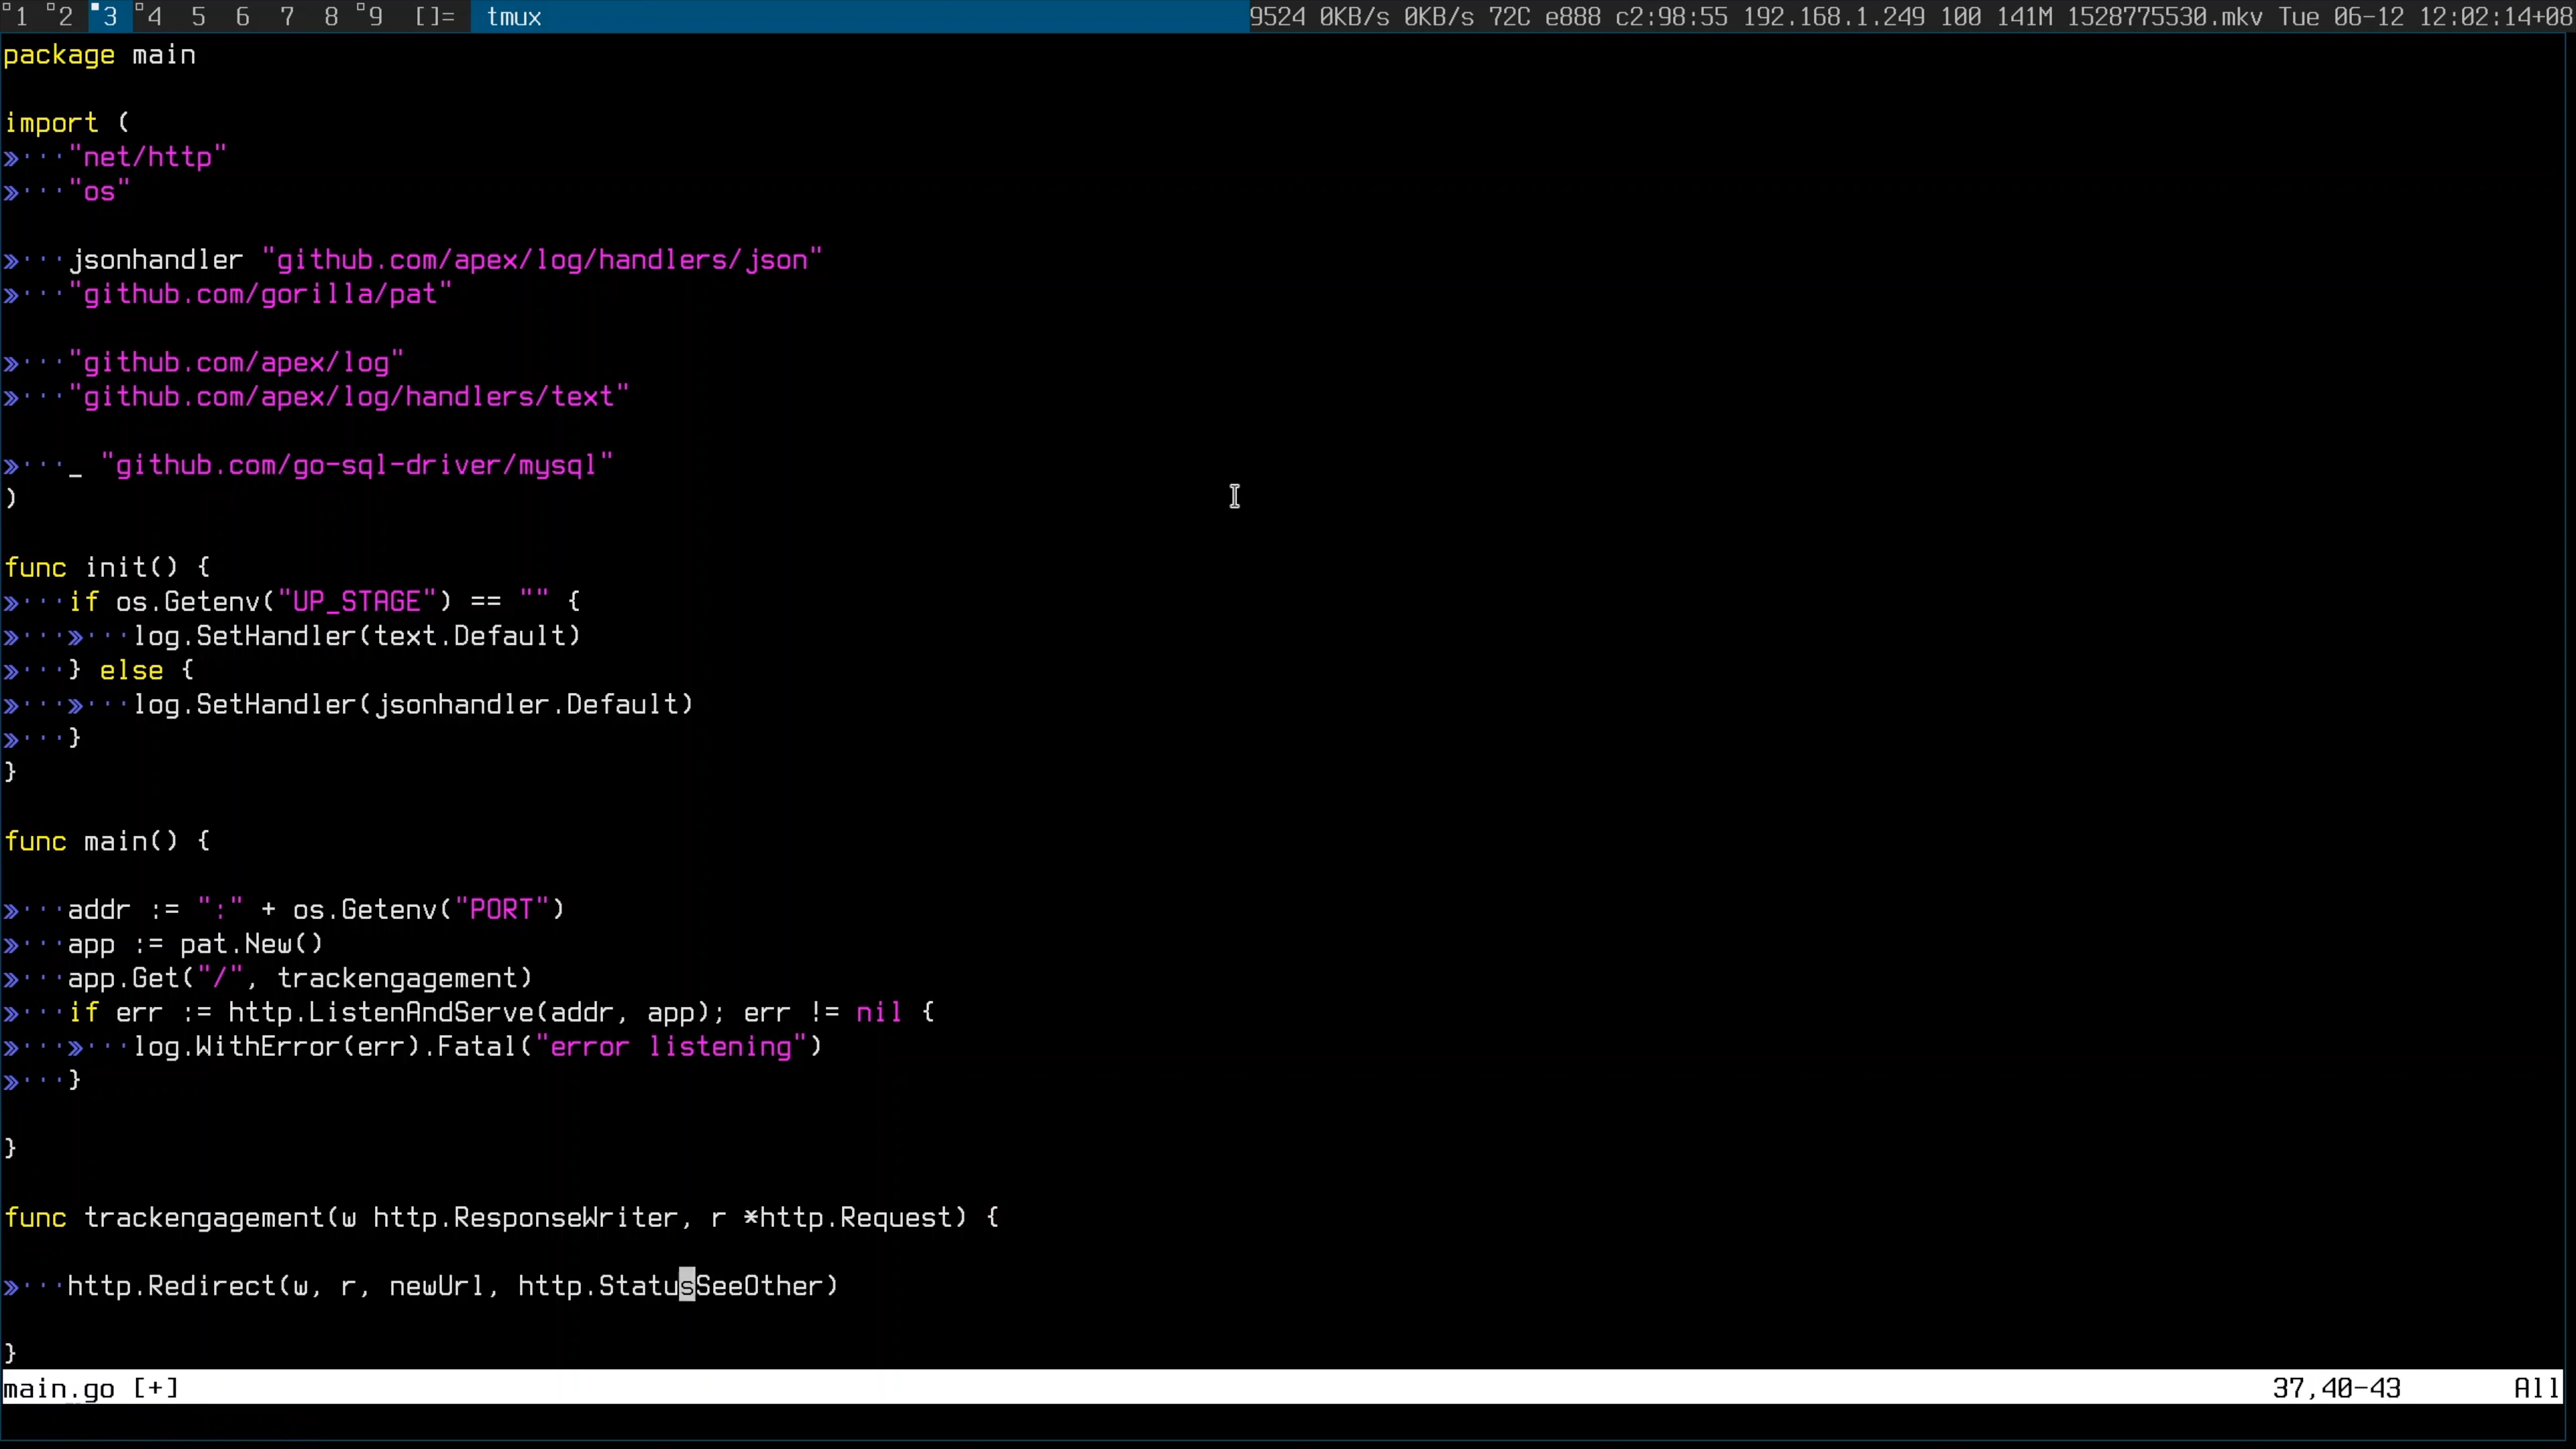 1 2 3 4 5 6 7 8 9 []= tmux 9524 0KB/s 0KB/s 72C e888 c2:98:55 192.168.1.249 100 141M 1528775530.mkv Tue 06-12 12:02:14+08
package main
import (
»···"net/http"
»···"os"
»···jsonhandler "github.com/apex/log/handlers/json"
»···"github.com/gorilla/pat"
»···"github.com/apex/log"
»···"github.com/apex/log/handlers/text"
»···_ "github.com/go-sql-driver/mysql"
)
func init() {
»···if os.Getenv("UP_STAGE") == "" {
»···»···log.SetHandler(text.Default)
»···} else {
»···»···log.SetHandler(jsonhandler.Default)
»···}
}
func main() {
»···addr := ":" + os.Getenv("PORT")
»···app := pat.New()
»···app.Get("/", trackengagement)
»···if err := http.ListenAndServe(addr, app); err != nil {
»···»···log.WithError(err).Fatal("error listening")
»···}
}
func trackengagement(w http.ResponseWriter, r *http.Request) {
»···http.Redirect(w, r, newUrl, http.StatusSeeOther)
}
main.go [+] 37,40-43 All